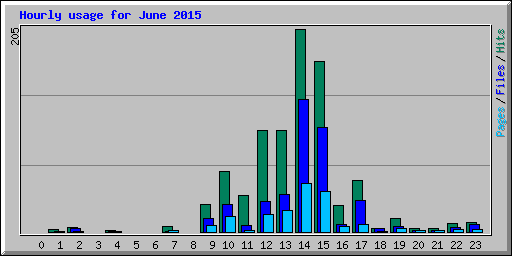 Hourly usage for June 2015
205
Pages/Files/Hits
0 1 2 3 4 5 6 7 8 9 10 11 12 13 14 15 16 17 18 19 20 21 22 23